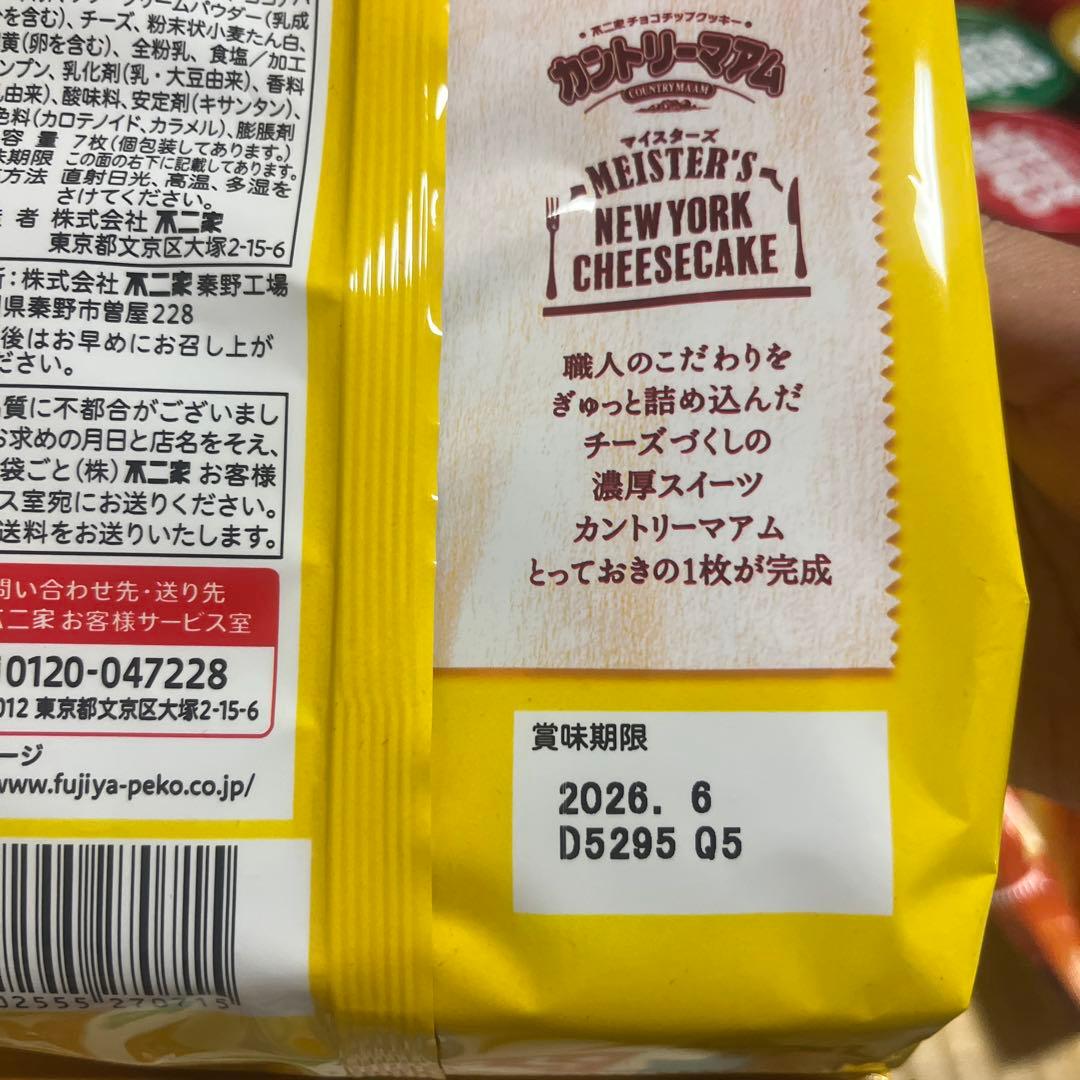 を含む)、チーズ、粉末状小麦たん白、
黄(卵を含む)、全粉乳、食塩/加工
ンプン、乳化剤(乳・大豆由来)、香料
由来)、酸味料、安定剤(キサンタン)、
色料(カロテノイド、カラメル)、膨脹剤
容量 7枚(個包装してあります。)
味期限 この面の右下に記載してあります。
方法 直射日光、高温、多湿を
さけてください。
者 株式会社 不二家
東京都文京区大塚2-15-6
:株式会社 不二家 秦野工場
県秦野市曽屋228
後はお早めにお召し上が
ださい。
質に不都合がございまし
お求めの月日と店名をそえ、
袋ごと(株)不二家 お客様
ス室宛にお送りください。
送料をお送りいたします。
問い合わせ先・送り先
不二家 お客様サービス室
0120-047228
012 東京都文京区大塚2-15-6
ージ
www.fujiya-peko.co.jp/
02555 270715
・不二家チョコチップクッキー・
カントリーマアム
COUNTRY MA'AM
マイスターズ
MEISTER'S
NEW YORK
CHEESECAKE
職人のこだわりを
ぎゅっと詰め込んだ
チーズづくしの
濃厚スイーツ
カントリーマアム
とっておきの1枚が完成
賞味期限
2026. 6
D5295 Q5